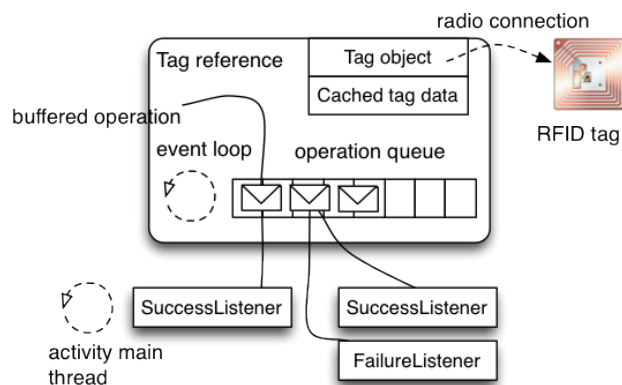 radio connection
Tag reference
Tag object
Cached tag data
RFID tag
buffered operation
event loop
operation queue
SuccessListener
SuccessListener
activity main
thread
FailureListener